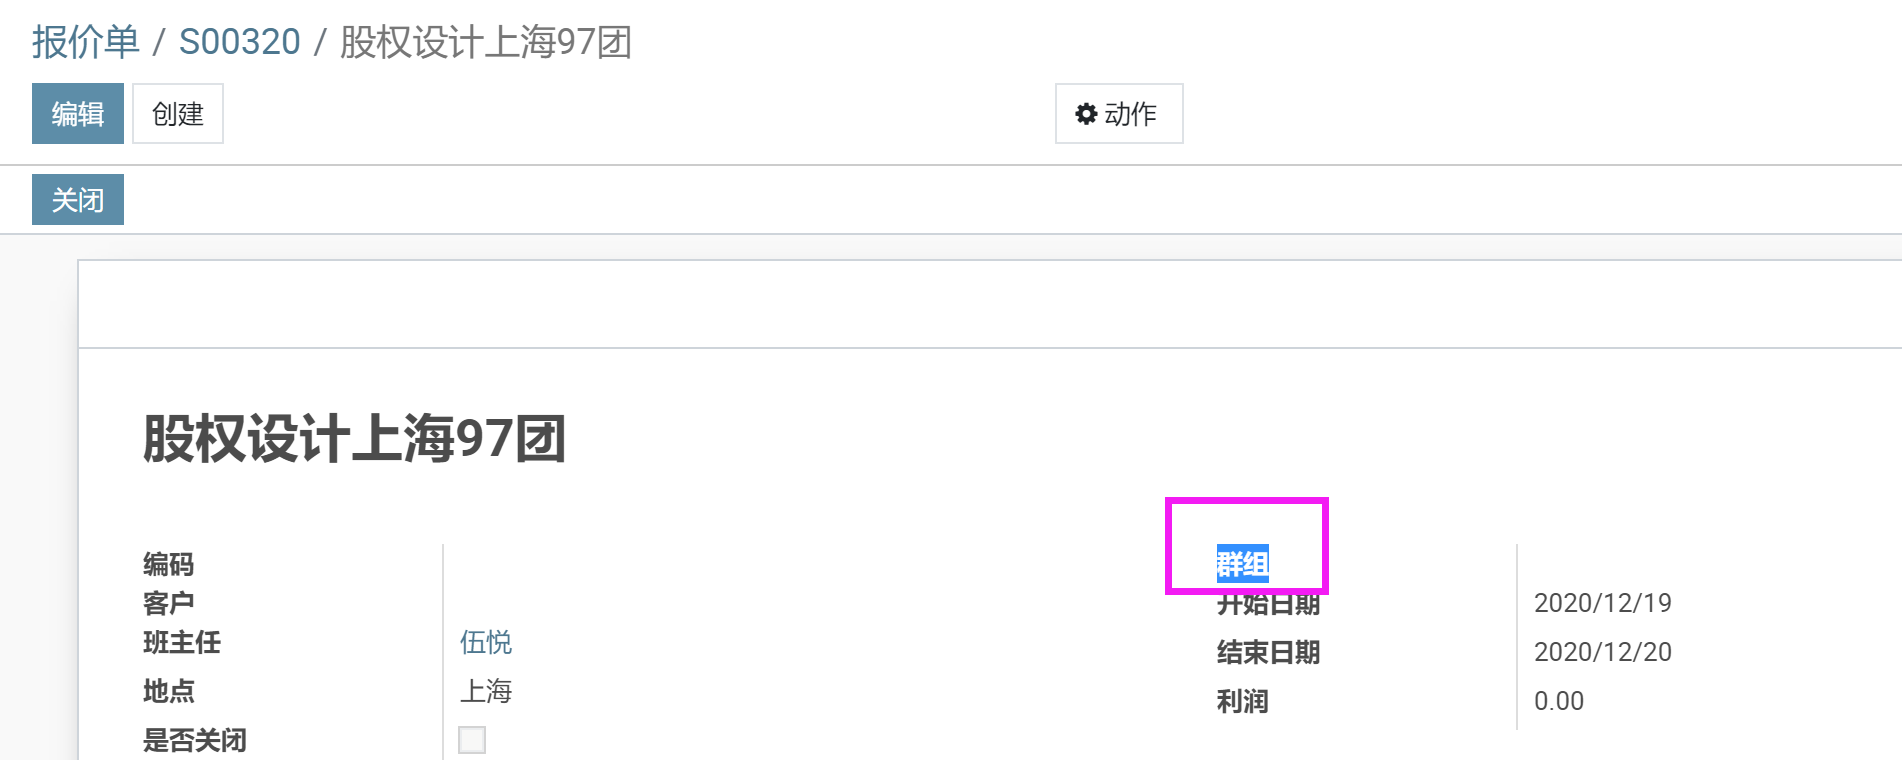 报价单 / S00320 / 股权设计上海97团
编辑 创建 动作
关闭
股权设计上海97团
编码
客户
班主任 伍悦
地点 上海
是否关闭
群组
开始日期 2020/12/19
结束日期 2020/12/20
利润 0.00